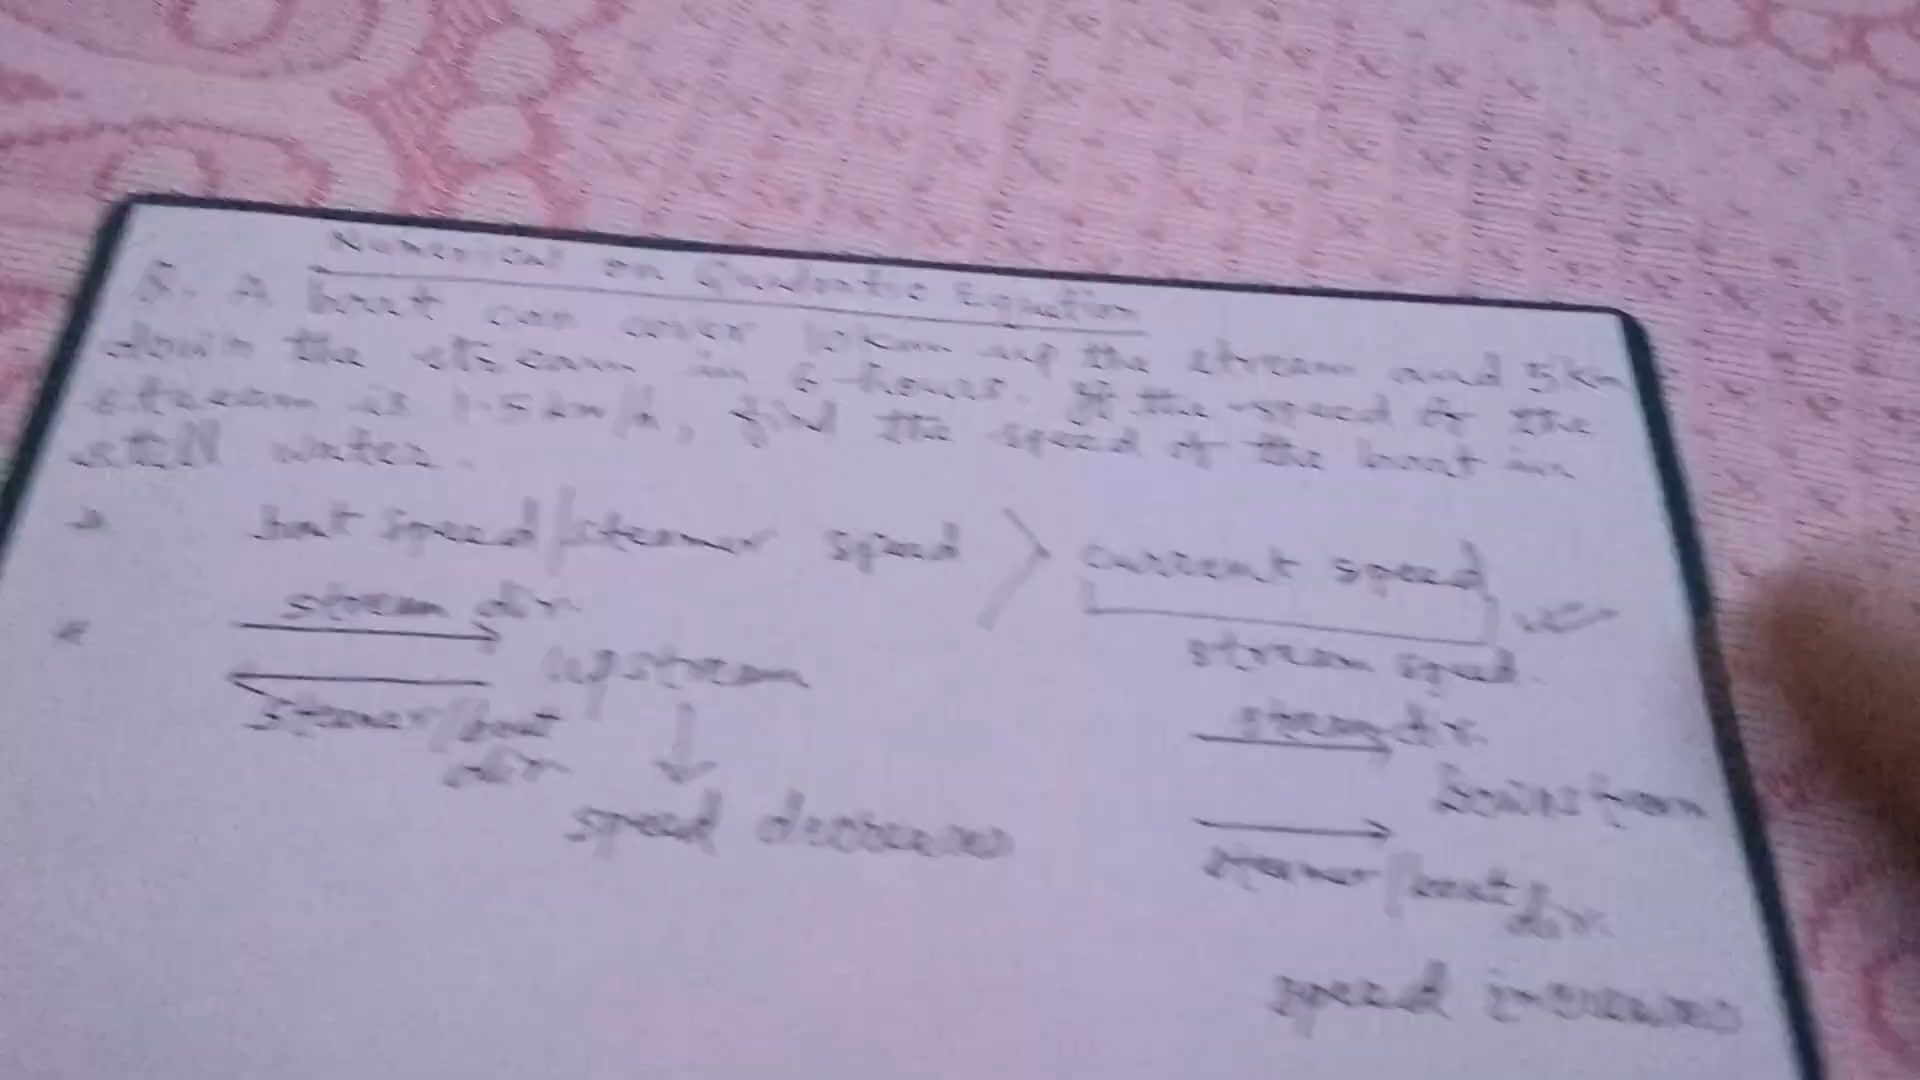 Numerical on Quadratic Equation
8. A boat can cover 10km up the stream and 5km
down the stream in 6 hours. If the speed of the
stream is 1.5km/h, find the speed of the boat in
still water.
boat speed/steamer speed > current speed
stream speed
stream dir.
upstream
steamer/boat
dir
speed decreases
stream dir.
Downstream
steamer/boat
dir.
speed increases